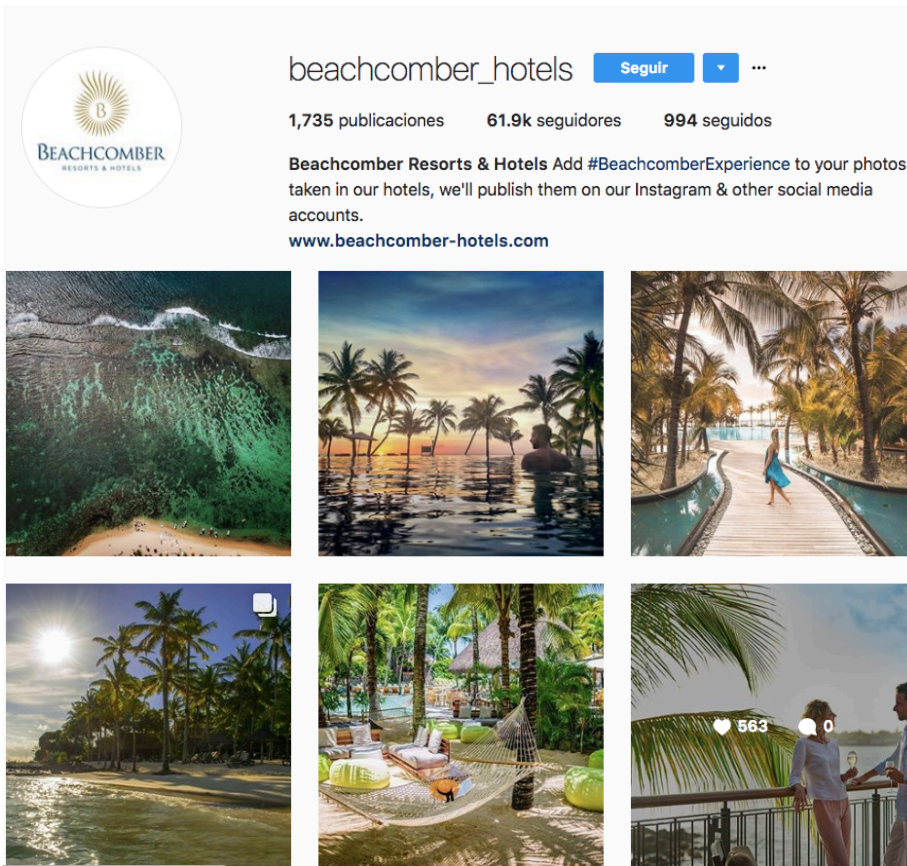 beachcomber_hotels
Seguir
1,735 publicaciones
61.9k seguidores
994 seguidos
B
BEACHCOMBER
RESORTS & HOTELS
Beachcomber Resorts & Hotels Add #BeachcomberExperience to your photos
taken in our hotels, we'll publish them on our Instagram & other social media
accounts.
www.beachcomber-hotels.com
563
0